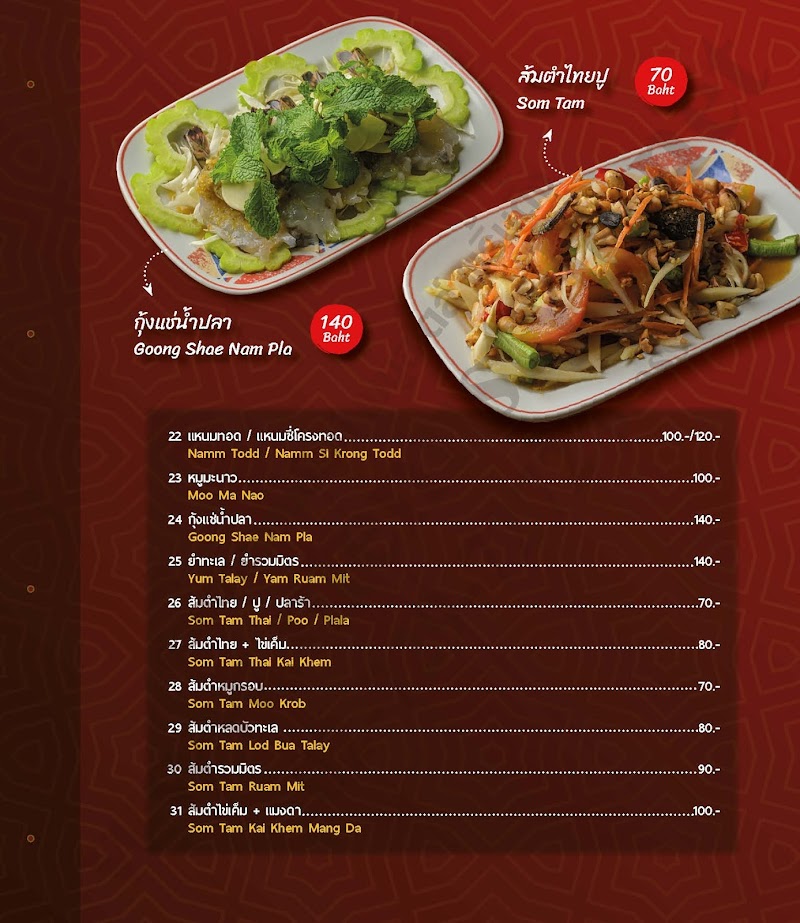 ส้มตำไทยปู
Som Tam
70
Baht
กุ้งแช่น้ำปลา
Goong Shae Nam Pla
140
Baht
22 แหนมทอด / แหนมซี่โครงทอด 100.-/120.-
Namm Todd / Namm Si Krong Todd
23 หมูมะนาว 100.-
Moo Ma Nao
24 กุ้งแช่น้ำปลา 140.-
Goong Shae Nam Pla
25 ยำทะเล / ยำรวมมิตร 140.-
Yum Talay / Yam Ruam Mit
26 ส้มตำไทย / ปู / ปลาร้า 70.-
Som Tam Thai / Poo / Plala
27 ส้มตำไทย + ไข่เค็ม 80.-
Som Tam Thai Kai Khem
28 ส้มตำหมูกรอบ 70.-
Som Tam Moo Krob
29 ส้มตำหลดบัวทะเล 80.-
Som Tam Lod Bua Talay
30 ส้มตำรวมมิตร 90.-
Som Tam Ruam Mit
31 ส้มตำไข่เค็ม + แมงดา 100.-
Som Tam Kai Khem Mang Da